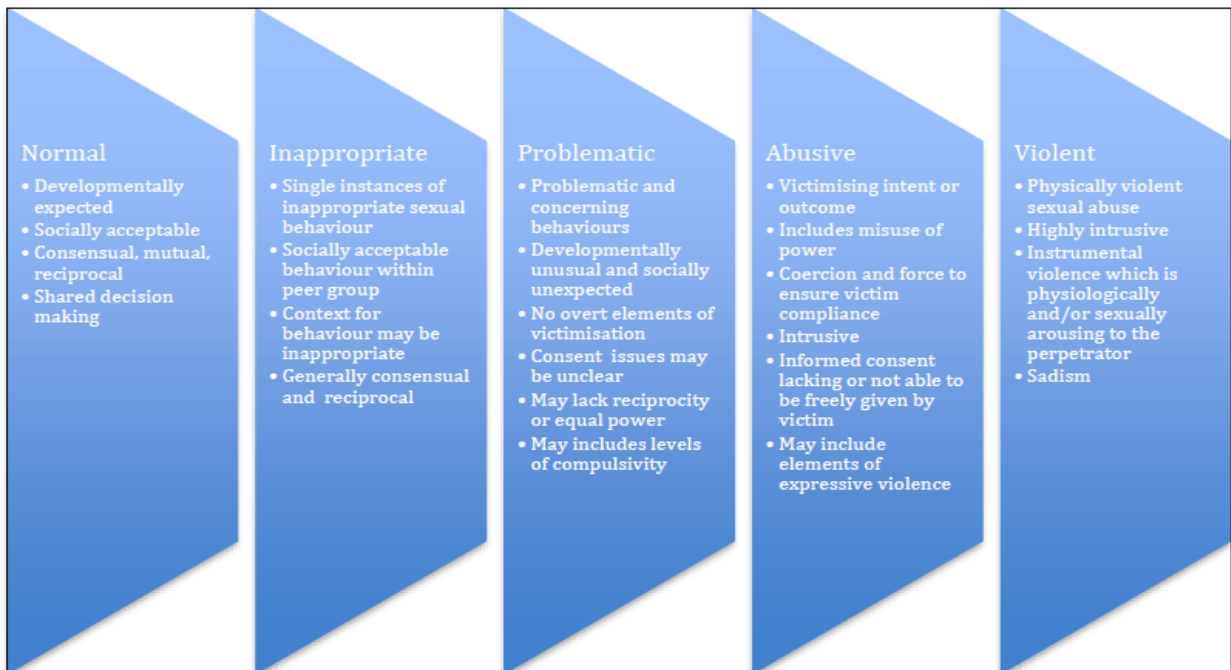 Normal
• Developmentally
expected
• Socially acceptable
• Consensual, mutual,
reciprocal
• Shared decision
making
Inappropriate
• Single instances of
inappropriate sexual
behaviour
• Socially acceptable
behaviour within
peer group
• Context for
behaviour may be
inappropriate
• Generally consensual
and reciprocal
Problematic
• Problematic and
concerning
behaviours
• Developmentally
unusual and socially
unexpected
• No overt elements of
victimisation
• Consent issues may
be unclear
• May lack reciprocity
or equal power
• May includes levels
of compulsivity
Abusive
• Victimising intent or
outcome
• Includes misuse of
power
• Coercion and force to
ensure victim
compliance
• Intrusive
• Informed consent
lacking or not able to
be freely given by
victim
• May include
elements of
expressive violence
Violent
• Physically violent
sexual abuse
• Highly intrusive
• Instrumental
violence which is
physiologically
and/or sexually
arousing to the
perpetrator
• Sadism